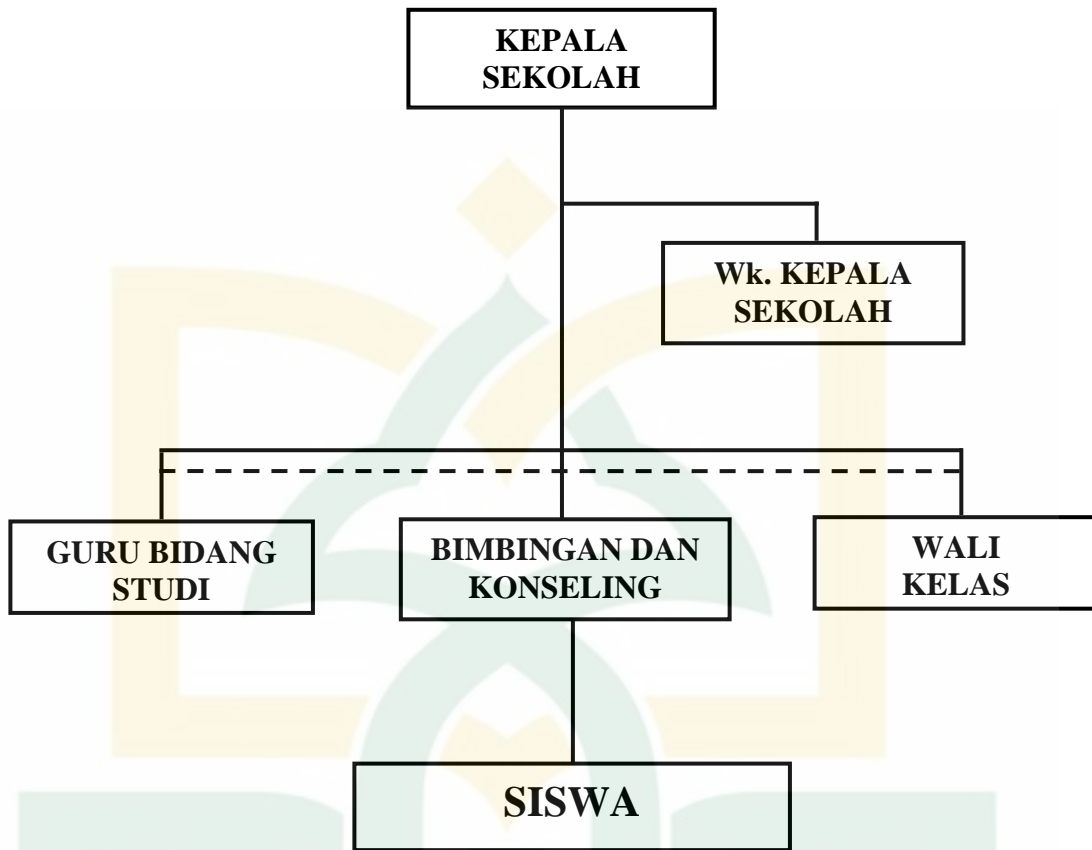 KEPALA
SEKOLAH
Wk. KEPALA
SEKOLAH
GURU BIDANG
STUDI
BIMBINGAN DAN
KONSELING
WALI
KELAS
SISWA